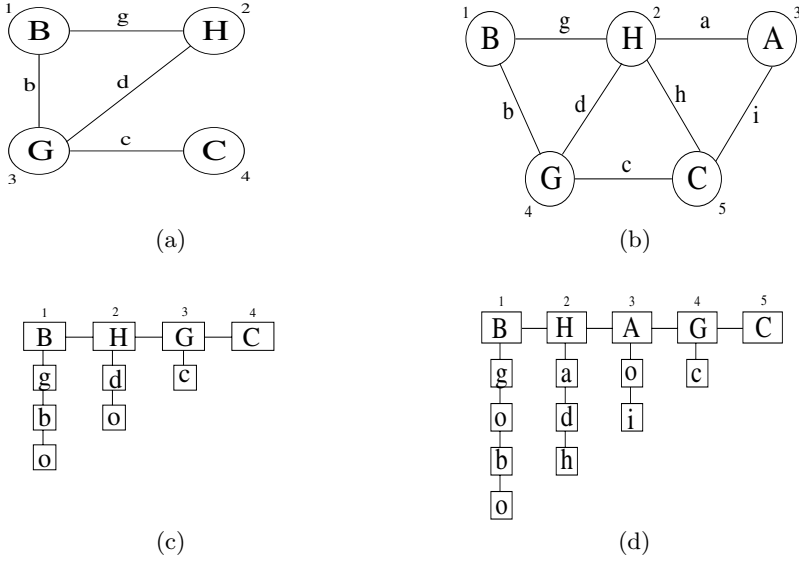 1 g 2
B H
b d
G c C
3 4
(a)
1 g 2 a 3
B H A
b d h i
G c C
4 5
(b)
1 2 3 4
B H G C
g d c
b o
o
(c)
1 2 3 4 5
B H A G C
g a o c
o d i
b h
o
(d)